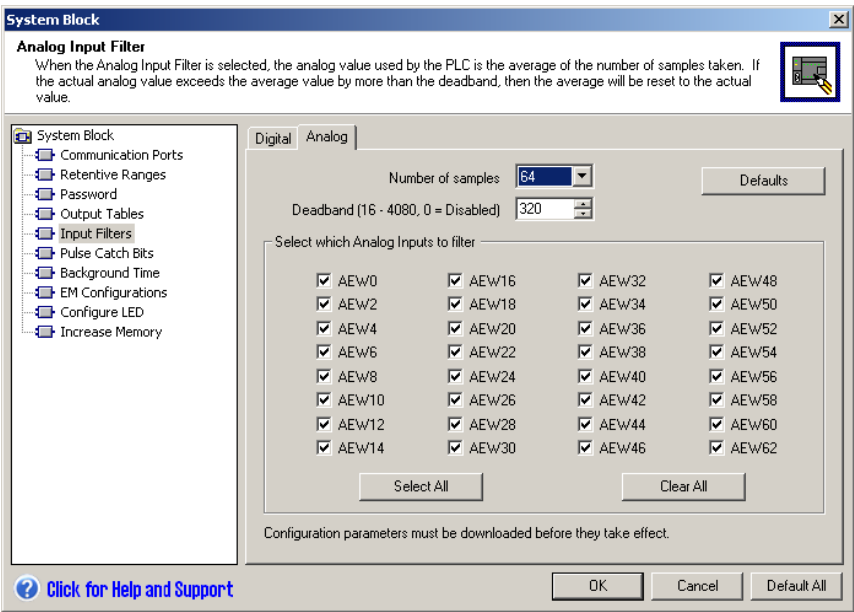 System Block
Analog Input Filter
When the Analog Input Filter is selected, the analog value used by the PLC is the average of the number of samples taken. If
the actual analog value exceeds the average value by more than the deadband, then the average will be reset to the actual
value.
System Block
Communication Ports
Retentive Ranges
Password
Output Tables
Input Filters
Pulse Catch Bits
Background Time
EM Configurations
Configure LED
Increase Memory
Digital Analog
Number of samples 64 Defaults
Deadband (16 - 4080, 0 = Disabled) 320
Select which Analog Inputs to filter
AEW0 AEW16 AEW32 AEW48
AEW2 AEW18 AEW34 AEW50
AEW4 AEW20 AEW36 AEW52
AEW6 AEW22 AEW38 AEW54
AEW8 AEW24 AEW40 AEW56
AEW10 AEW26 AEW42 AEW58
AEW12 AEW28 AEW44 AEW60
AEW14 AEW30 AEW46 AEW62
Select All Clear All
Configuration parameters must be downloaded before they take effect.
? Click for Help and Support OK Cancel Default All